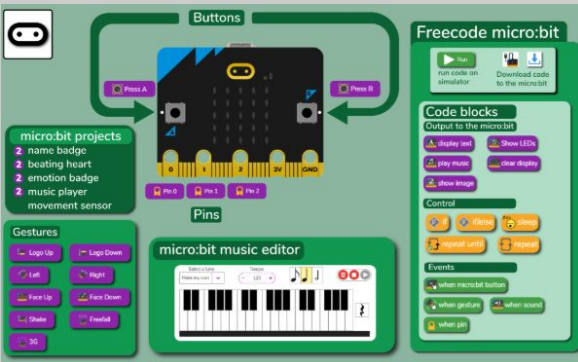 Buttons
Press A
Press B
0 1 2 3V GND
Pin 0 Pin 1 Pin 2
Pins
micro:bit projects
2 name badge
2 beating heart
2 emotion badge
2 music player
movement sensor
Gestures
Logo Up Logo Down
Left Right
Face Up Face Down
Shake Freefall
3G
micro:bit music editor
Select a tune
Tempo
- +
Freecode micro:bit
Run
run code on
simulator
Download code
to the micro:bit
Code blocks
Output to the micro:bit
display text Show LEDs
play music clear display
show image
Control
if if/else sleep
repeat until repeat
Events
when micro:bit button
when gesture when sound
when pin